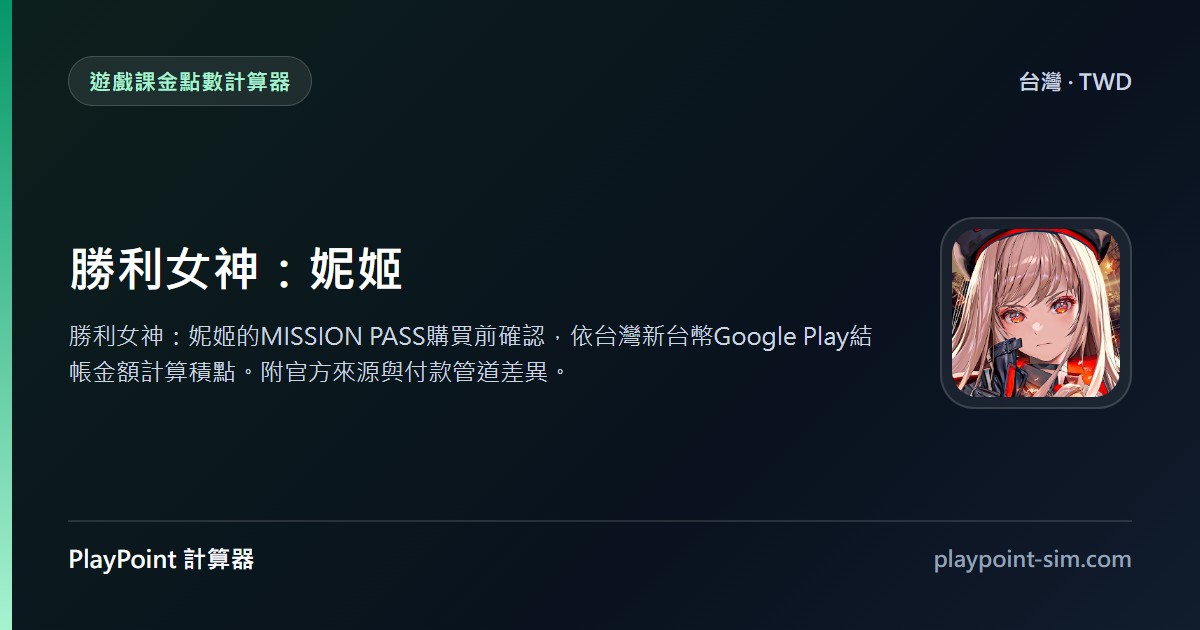 遊戲課金點數計算器
台灣 · TWD
勝利女神：妮姬
勝利女神：妮姬的MISSION PASS購買前確認，依台灣新台幣Google Play結
帳金額計算積點。附官方來源與付款管道差異。
PlayPoint 計算器
playpoint-sim.com